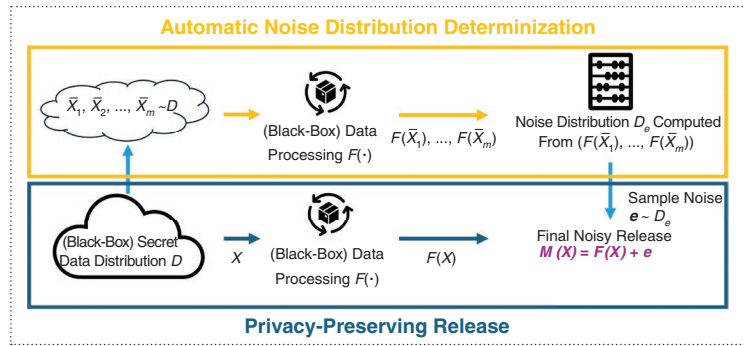 Automatic Noise Distribution Determinization
X̄₁, X̄₂, ..., X̄ₘ ~D
(Black-Box) Data
Processing F(·)
F(X̄₁), ..., F(X̄ₘ)
Noise Distribution Dₑ Computed
From (F(X̄₁), ..., F(X̄ₘ))
Sample Noise
e ~ Dₑ
(Black-Box) Secret
Data Distribution D
X
(Black-Box) Data
Processing F(·)
F(X)
Final Noisy Release
M (X) = F(X) + e
Privacy-Preserving Release